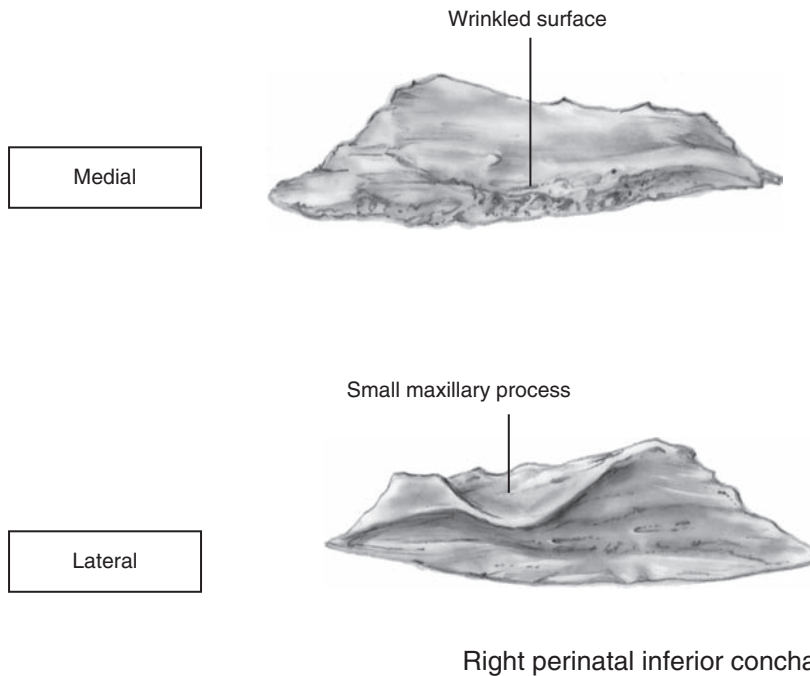 Wrinkled surface
Medial
Small maxillary process
Lateral
Right perinatal inferior concha